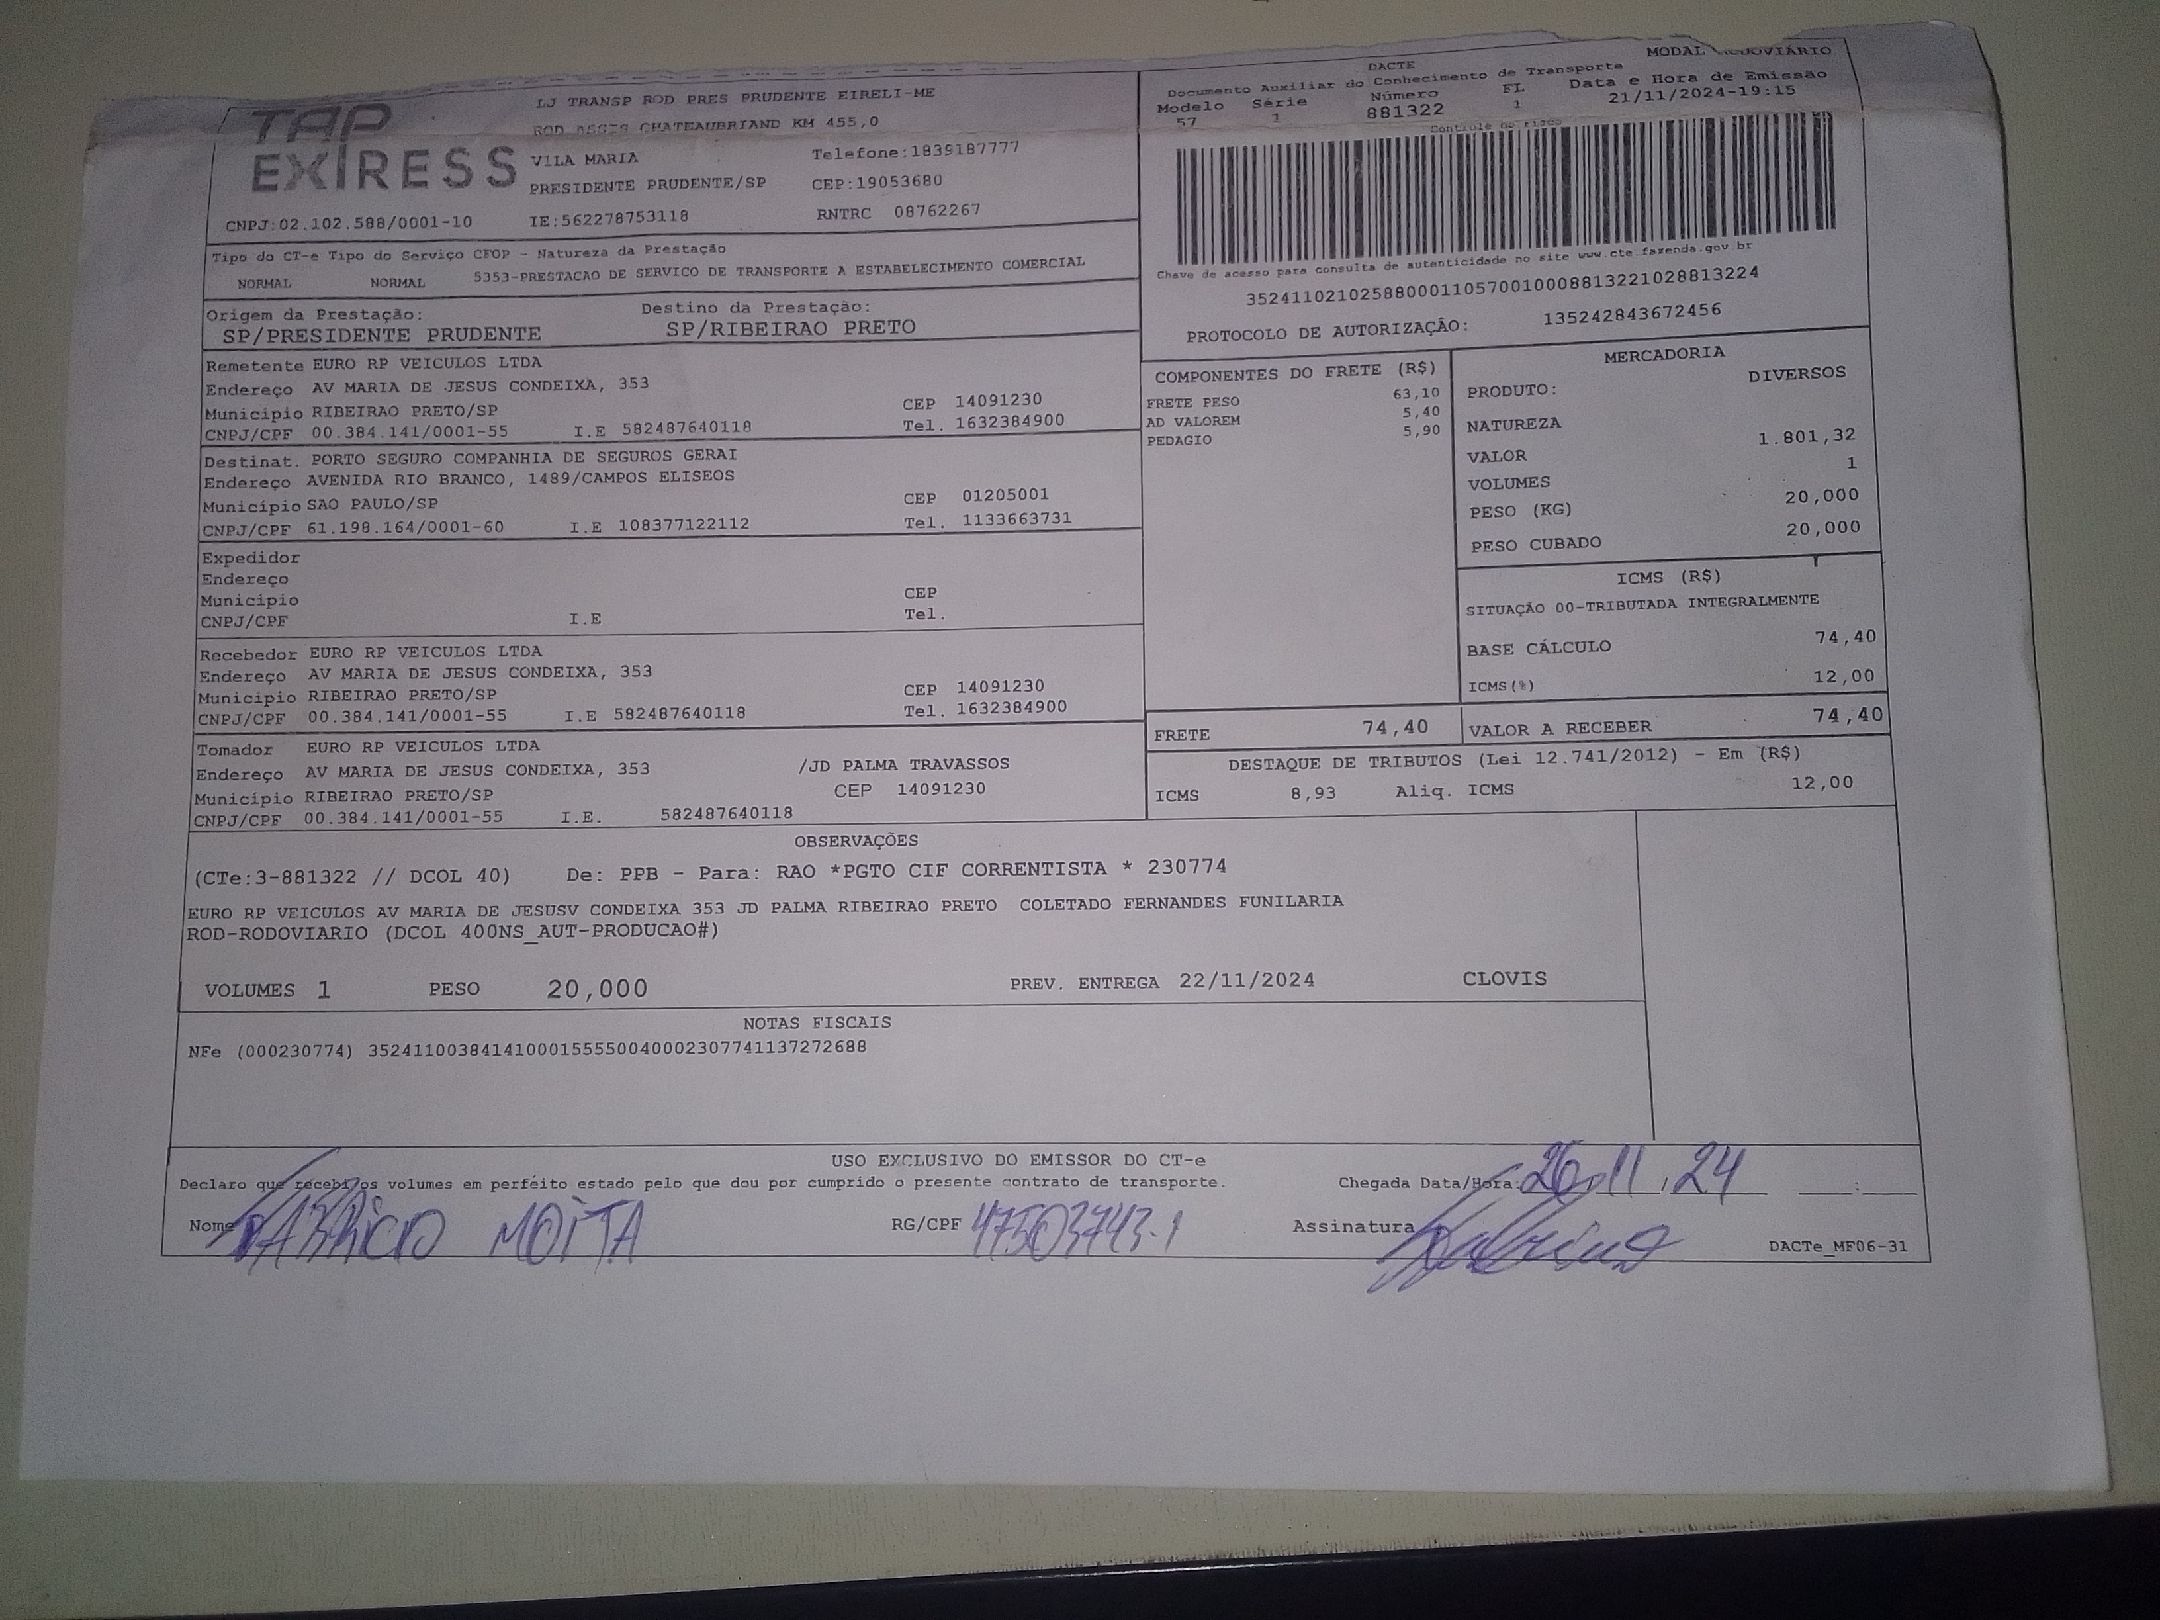 TAP
EXPRESS
LJ TRANSP ROD PRES PRUDENTE EIRELI-ME
ROD ASSIS CHATEAUBRIAND KM 455,0
VILA MARIA Telefone:1839187777
PRESIDENTE PRUDENTE/SP CEP:19053680
CNPJ:02.102.588/0001-10 IE:562278753118 RNTRC 08762267
Tipo do CT-e Tipo do Serviço CFOP - Natureza da Prestação
NORMAL NORMAL 5353-PRESTACAO DE SERVICO DE TRANSPORTE A ESTABELECIMENTO COMERCIAL
Origem da Prestação: Destino da Prestação:
SP/PRESIDENTE PRUDENTE SP/RIBEIRAO PRETO
DACTE MODAL RODOVIÁRIO
Documento Auxiliar do Conhecimento de Transporte
Modelo Série Número FL Data e Hora de Emissão
57 1 881322 1 21/11/2024-19:15
Controle do Fisco
Chave de acesso para consulta de autenticidade no site www.cte.fazenda.gov.br
35241102102588000110570010008813221028813224
PROTOCOLO DE AUTORIZAÇÃO: 135242843672456
Remetente EURO RP VEICULOS LTDA
Endereço AV MARIA DE JESUS CONDEIXA, 353
Município RIBEIRAO PRETO/SP CEP 14091230
CNPJ/CPF 00.384.141/0001-55 I.E 582487640118 Tel. 1632384900
Destinat. PORTO SEGURO COMPANHIA DE SEGUROS GERAI
Endereço AVENIDA RIO BRANCO, 1489/CAMPOS ELISEOS
Município SAO PAULO/SP CEP 01205001
CNPJ/CPF 61.198.164/0001-60 I.E 108377122112 Tel. 1133663731
Expedidor
Endereço
Município CEP
CNPJ/CPF I.E Tel.
Recebedor EURO RP VEICULOS LTDA
Endereço AV MARIA DE JESUS CONDEIXA, 353
Município RIBEIRAO PRETO/SP CEP 14091230
CNPJ/CPF 00.384.141/0001-55 I.E 582487640118 Tel. 1632384900
Tomador EURO RP VEICULOS LTDA
Endereço AV MARIA DE JESUS CONDEIXA, 353 /JD PALMA TRAVASSOS
Município RIBEIRAO PRETO/SP CEP 14091230
CNPJ/CPF 00.384.141/0001-55 I.E. 582487640118
COMPONENTES DO FRETE (R$)
FRETE PESO 63,10
AD VALOREM 5,40
PEDAGIO 5,90
MERCADORIA
PRODUTO: DIVERSOS
NATUREZA
VALOR 1.801,32
VOLUMES 1
PESO (KG) 20,000
PESO CUBADO 20,000
ICMS (R$)
SITUAÇÃO 00-TRIBUTADA INTEGRALMENTE
BASE CÁLCULO 74,40
ICMS(%) 12,00
FRETE 74,40 VALOR A RECEBER 74,40
DESTAQUE DE TRIBUTOS (Lei 12.741/2012) - Em (R$)
ICMS 8,93 Aliq. ICMS 12,00
OBSERVAÇÕES
(CTe:3-881322 // DCOL 40) De: PPB - Para: RAO *PGTO CIF CORRENTISTA * 230774
EURO RP VEICULOS AV MARIA DE JESUSV CONDEIXA 353 JD PALMA RIBEIRAO PRETO COLETADO FERNANDES FUNILARIA
ROD-RODOVIARIO (DCOL 400NS_AUT-PRODUCAO#)
VOLUMES 1 PESO 20,000 PREV. ENTREGA 22/11/2024 CLOVIS
NOTAS FISCAIS
NFe (000230774) 35241100384141000155550040002307741137272688
USO EXCLUSIVO DO EMISSOR DO CT-e
Declaro que recebi os volumes em perfeito estado pelo que dou por cumprido o presente contrato de transporte. Chegada Data/Hora: 26/11/24 :
Nome FABRICIO MOITA RG/CPF 47503743-1 Assinatura
DACTe_MF06-31